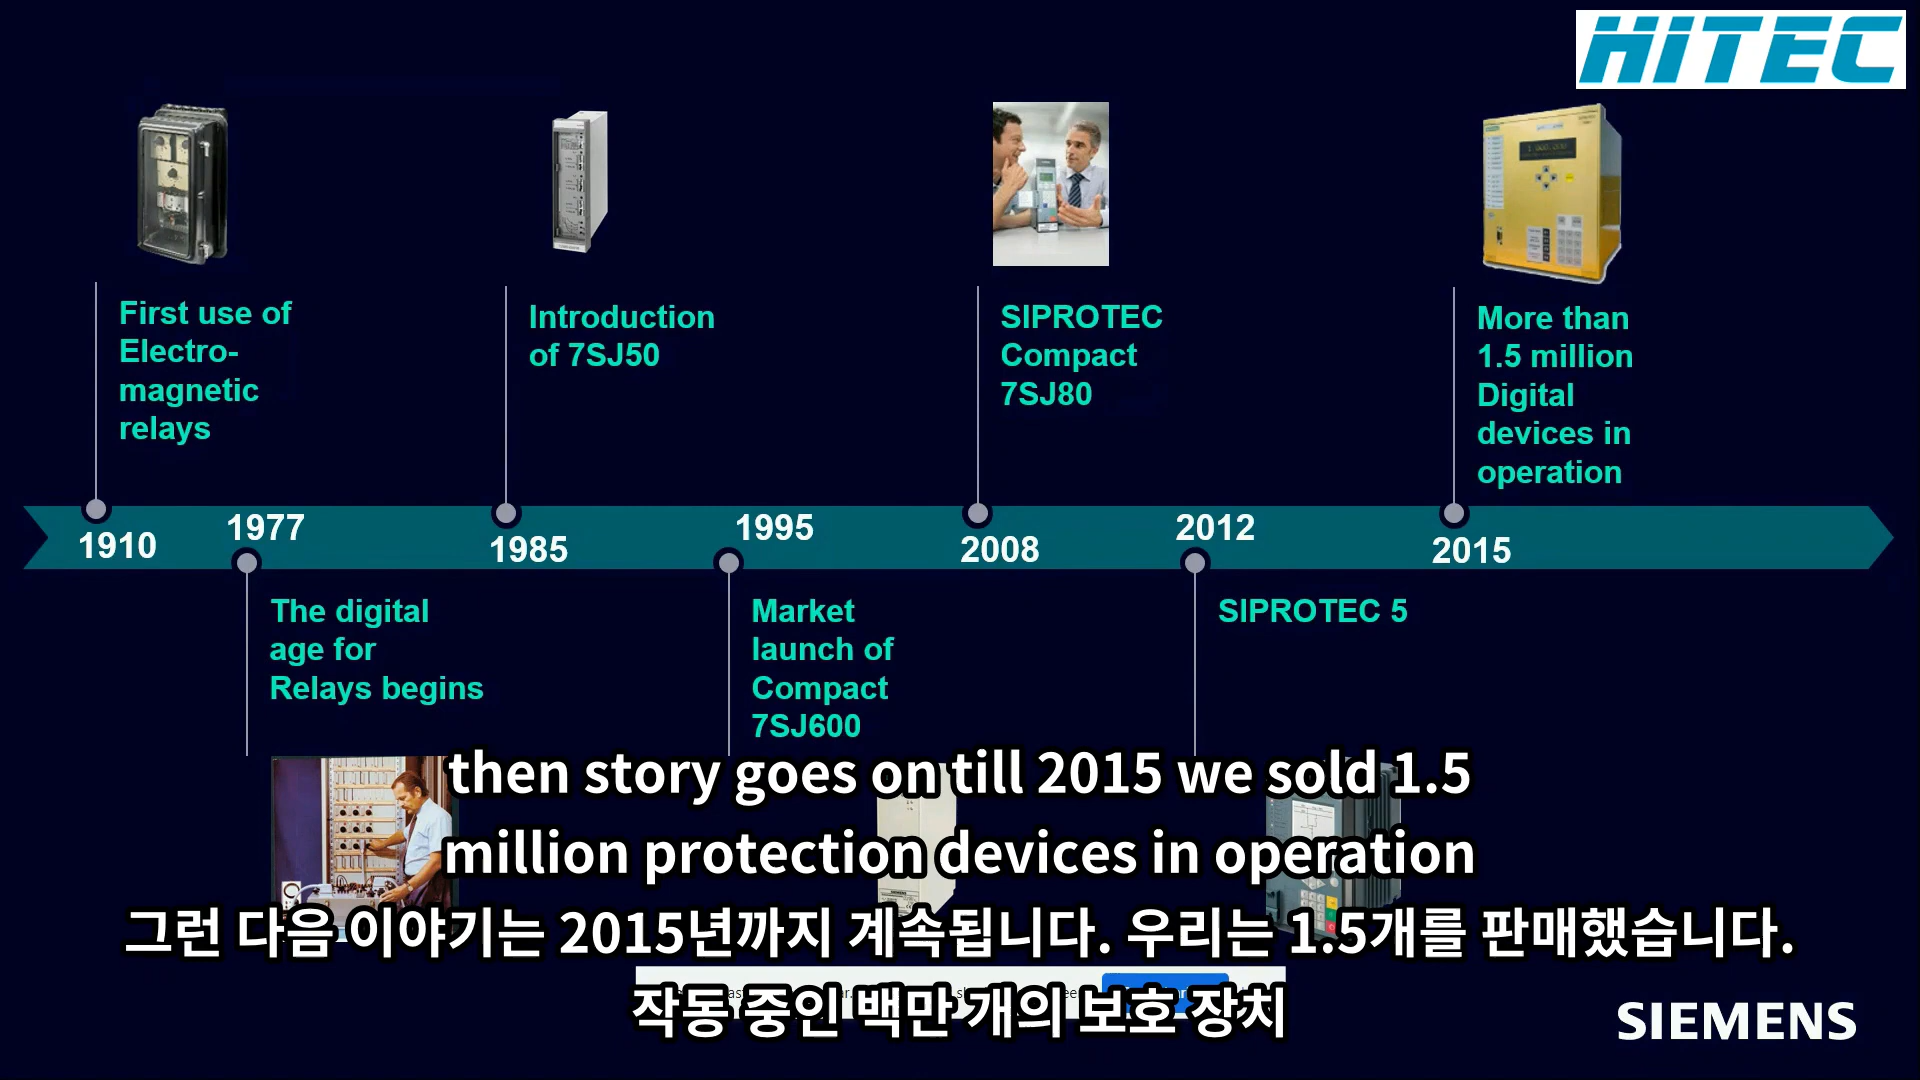 HITEC
First use of
Electro-
magnetic
relays
Introduction
of 7SJ50
SIPROTEC
Compact
7SJ80
More than
1.5 million
Digital
devices in
operation
1910
1977
1985
1995
2008
2012
2015
The digital
age for
Relays begins
Market
launch of
Compact
7SJ600
SIPROTEC 5
then story goes on till 2015 we sold 1.5
million protection devices in operation
그런 다음 이야기는 2015년까지 계속됩니다. 우리는 1.5개를 판매했습니다.
작동 중인 백만 개의 보호 장치
SIEMENS